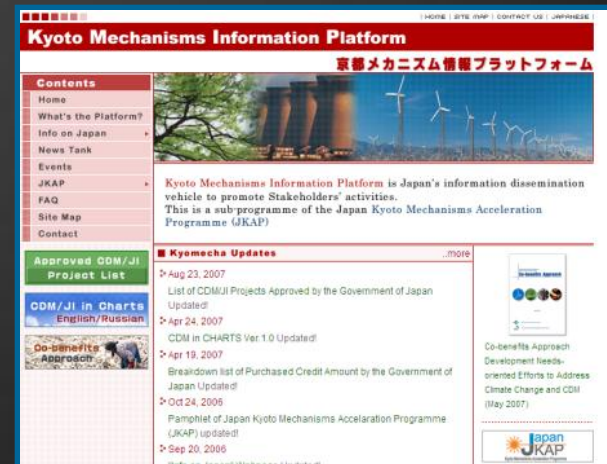 | HOME | SITE MAP | CONTACT US | JAPANESE |
Kyoto Mechanisms Information Platform
京都メカニズム情報プラットフォーム
Contents
Home
What's the Platform?
Info on Japan
News Tank
Events
JKAP
FAQ
Site Map
Contact
Approved CDM/JI
Project List
CDM/JI in Charts
English/Russian
Co-benefits
Approach
Kyoto Mechanisms Information Platform is Japan's information dissemination
vehicle to promote Stakeholders' activities.
This is a sub-programme of the Japan Kyoto Mechanisms Acceleration
Programme (JKAP)
Kyomecha Updates
..more
Aug 23, 2007
List of CDM/JI Projects Approved by the Government of Japan
Updated!
Apr 24, 2007
CDM in CHARTS Ver.1.0 Updated!
Apr 19, 2007
Breakdown list of Purchased Credit Amount by the Government of
Japan Updated!
Oct 24, 2006
Pamphlet of Japan Kyoto Mechanisms Accelaration Programme
(JKAP) updated!
Sep 20, 2006
Co-benefits Approach
Co-benefits Approach
Development Needs-
oriented Efforts to Address
Climate Change and CDM
(May 2007)
Japan
JKAP